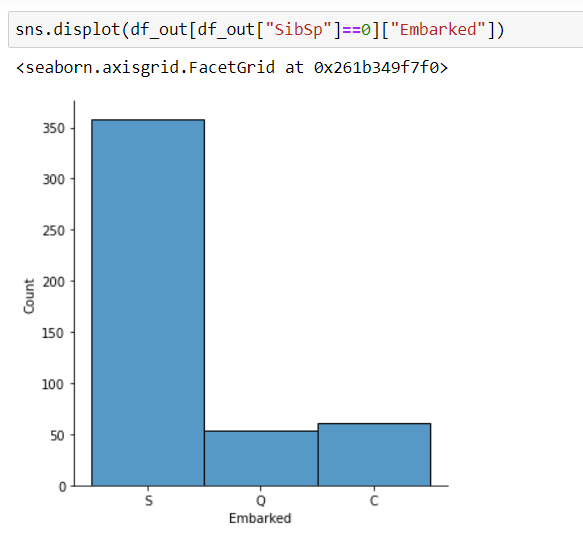 sns.displot(df_out[df_out["SibSp"]==0]["Embarked"])
<seaborn.axisgrid.FacetGrid at 0x261b349f7f0>
350
300
250
200
150
100
50
0
Count
S Q C
Embarked